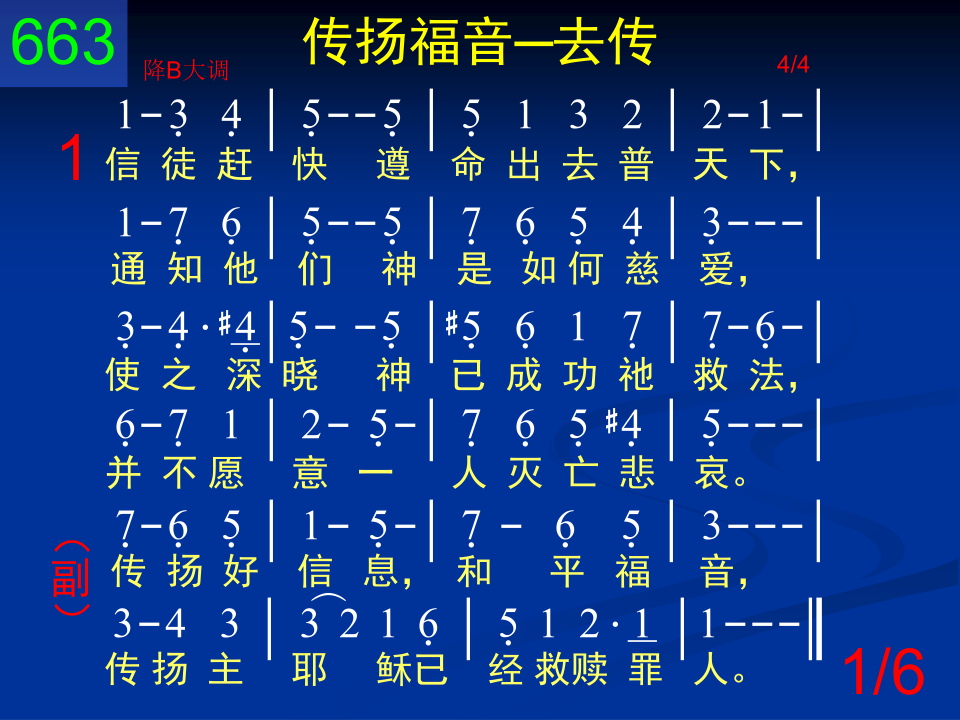 663
传扬福音—去传
降B大调
4/4
1-3 4 | 5--5 | 5 1 3 2 | 2-1- |
1
信 徒 赶 快 遵 命 出 去 普 天 下，
1-7 6 | 5--5 | 7 6 5 4 | 3--- |
通 知 他 们 神 是 如 何 慈 爱，
3-4·#4 | 5- -5 | #5 6 1 7 | 7-6- |
使 之 深 晓 神 已 成 功 祂 救 法，
6-7 1 | 2- 5- | 7 6 5 #4 | 5--- |
并 不 愿 意 一 人 灭 亡 悲 哀。
7-6 5 | 1- 5- | 7 - 6 5 | 3--- |
（副）
传 扬 好 信 息， 和 平 福 音，
3-4 3 | 3 2 1 6 | 5 1 2·1 | 1--- ‖
传 扬 主 耶 稣 已 经 救 赎 罪 人。
1/6